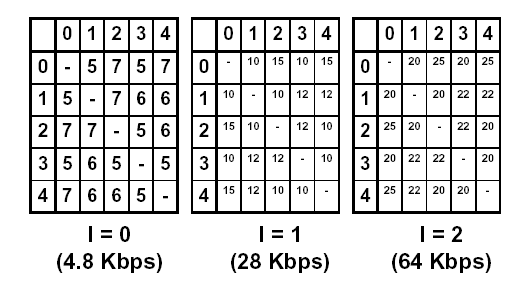 0 1 2 3 4
0 - 5 7 5 7
1 5 - 7 6 6
2 7 7 - 5 6
3 5 6 5 - 5
4 7 6 6 5 -
I = 0
(4.8 Kbps)
0 1 2 3 4
0 - 10 15 10 15
1 10 - 10 12 12
2 15 10 - 12 10
3 10 12 12 - 10
4 15 12 10 10 -
I = 1
(28 Kbps)
0 1 2 3 4
0 - 20 25 20 25
1 20 - 20 22 22
2 25 20 - 22 20
3 20 22 22 - 20
4 25 22 20 20 -
I = 2
(64 Kbps)